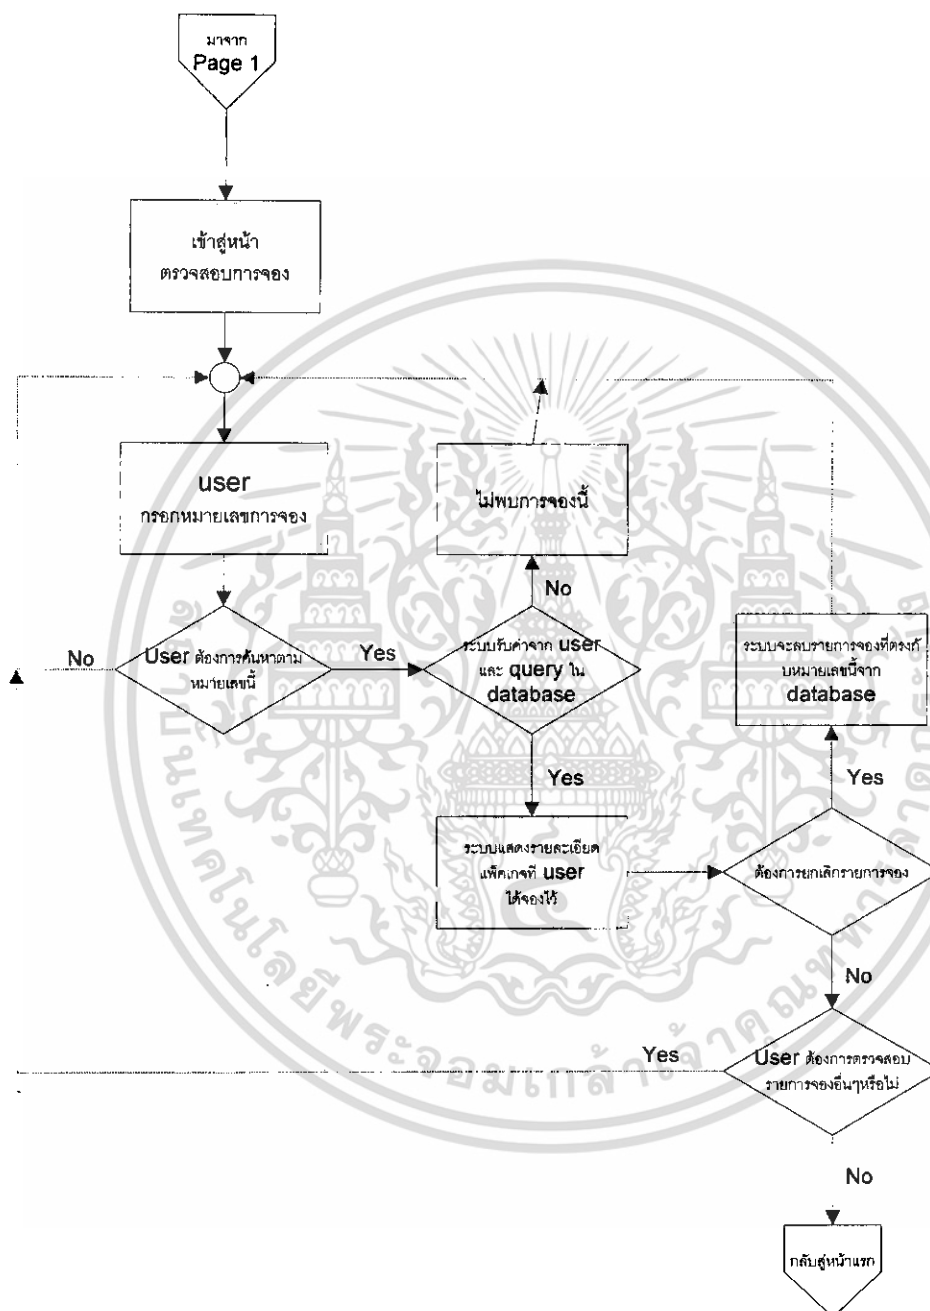 มาจาก
Page 1
เข้าสู่หน้า
ตรวจสอบการจอง
user
กรอกหมายเลขการจอง
ไม่พบการจองนี้
No
No
User ต้องการค้นหาตาม
หมายเลขนี้
Yes
ระบบรับค่าจาก user
และ query ใน
database
ระบบจะลบรายการจองที่ตรงกั
บหมายเลขนี้จาก
database
Yes
Yes
ระบบแสดงรายละเอียด
แพ็คเกจที่ user
ได้จองไว้
ต้องการยกเลิกรายการจอง
No
Yes
User ต้องการตรวจสอบ
รายการจองอื่นๆหรือไม่
No
กลับสู่หน้าแรก